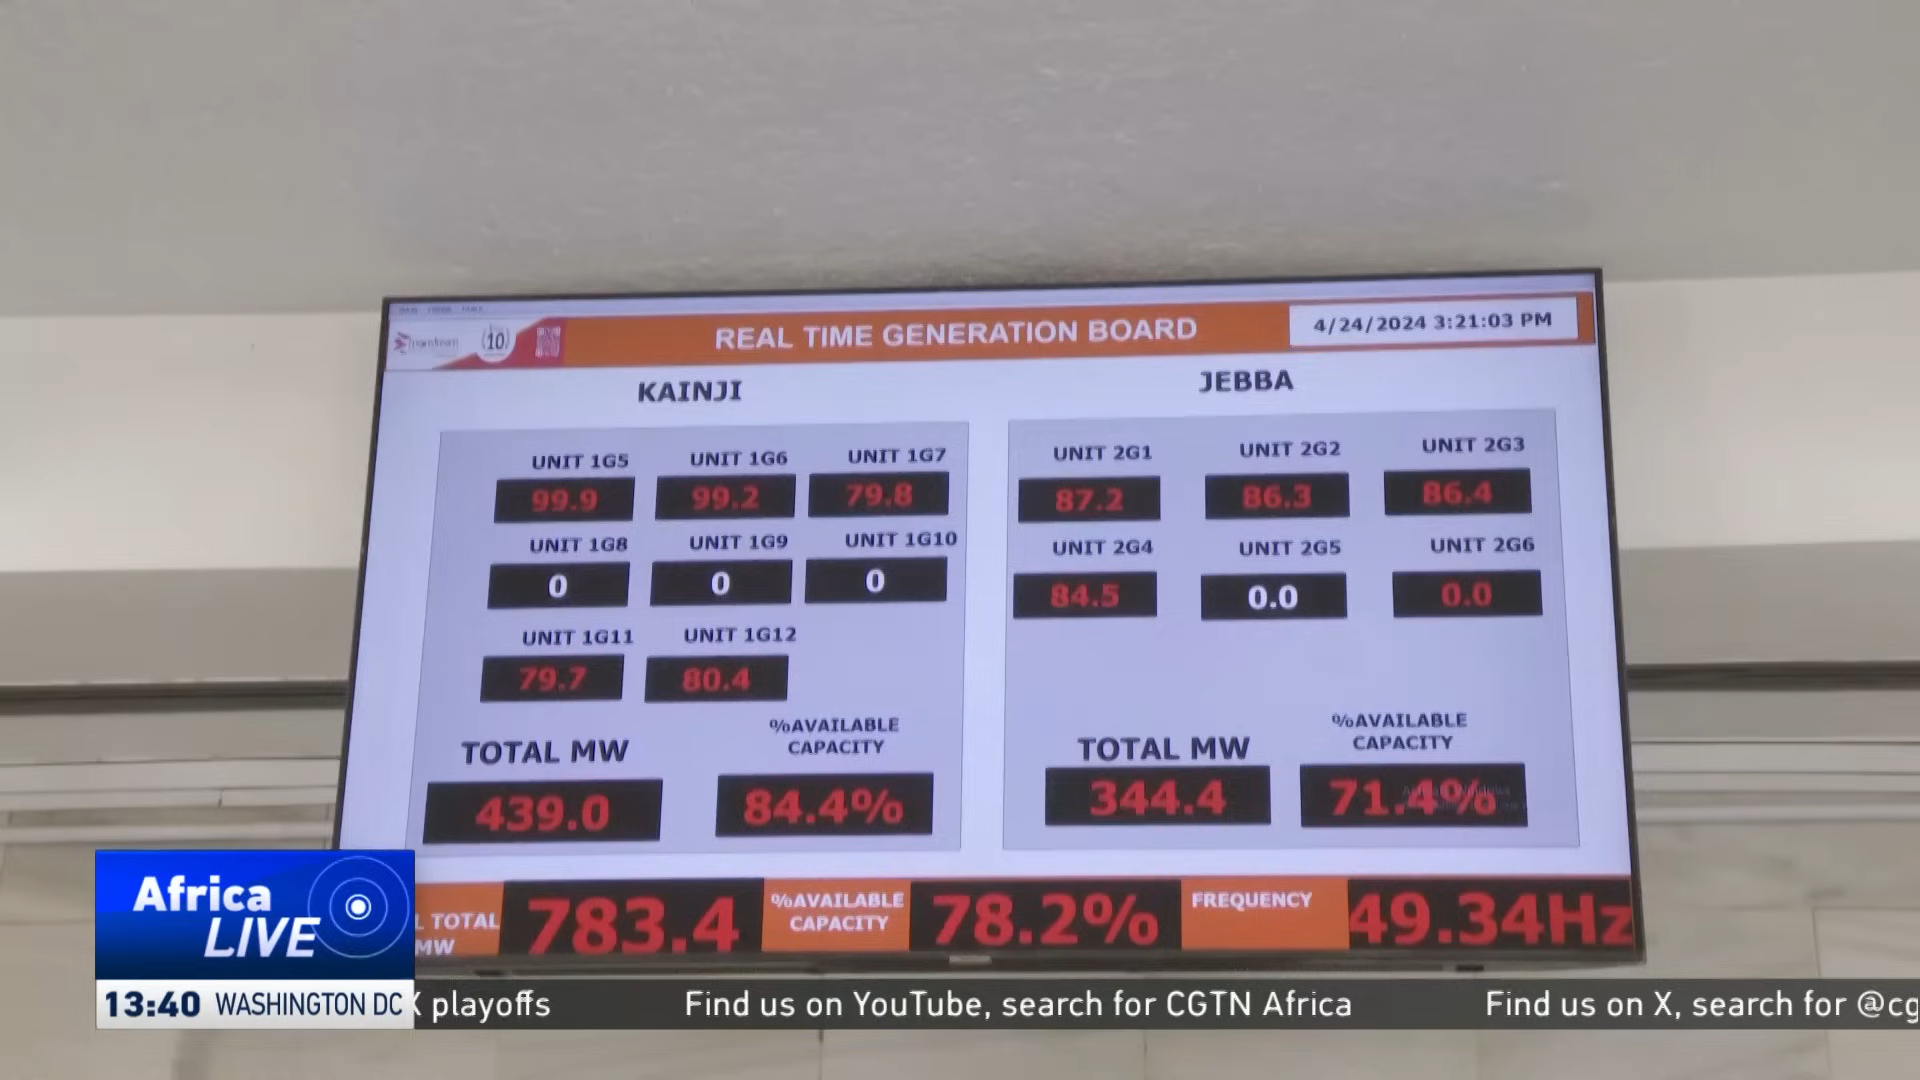 10
REAL TIME GENERATION BOARD
4/24/2024 3:21:03 PM
KAINJI
JEBBA
UNIT 1G5
UNIT 1G6
UNIT 1G7
99.9
99.2
79.8
UNIT 1G8
UNIT 1G9
UNIT 1G10
0
0
0
UNIT 1G11
UNIT 1G12
79.7
80.4
TOTAL MW
%AVAILABLE
CAPACITY
439.0
84.4%
UNIT 2G1
UNIT 2G2
UNIT 2G3
87.2
86.3
86.4
UNIT 2G4
UNIT 2G5
UNIT 2G6
84.5
0.0
0.0
TOTAL MW
%AVAILABLE
CAPACITY
344.4
71.4%
L TOTAL
MW
783.4
%AVAILABLE
CAPACITY
78.2%
FREQUENCY
49.34Hz
Africa
LIVE
13:40 WASHINGTON DC
X playoffs
Find us on YouTube, search for CGTN Africa
Find us on X, search for @cg